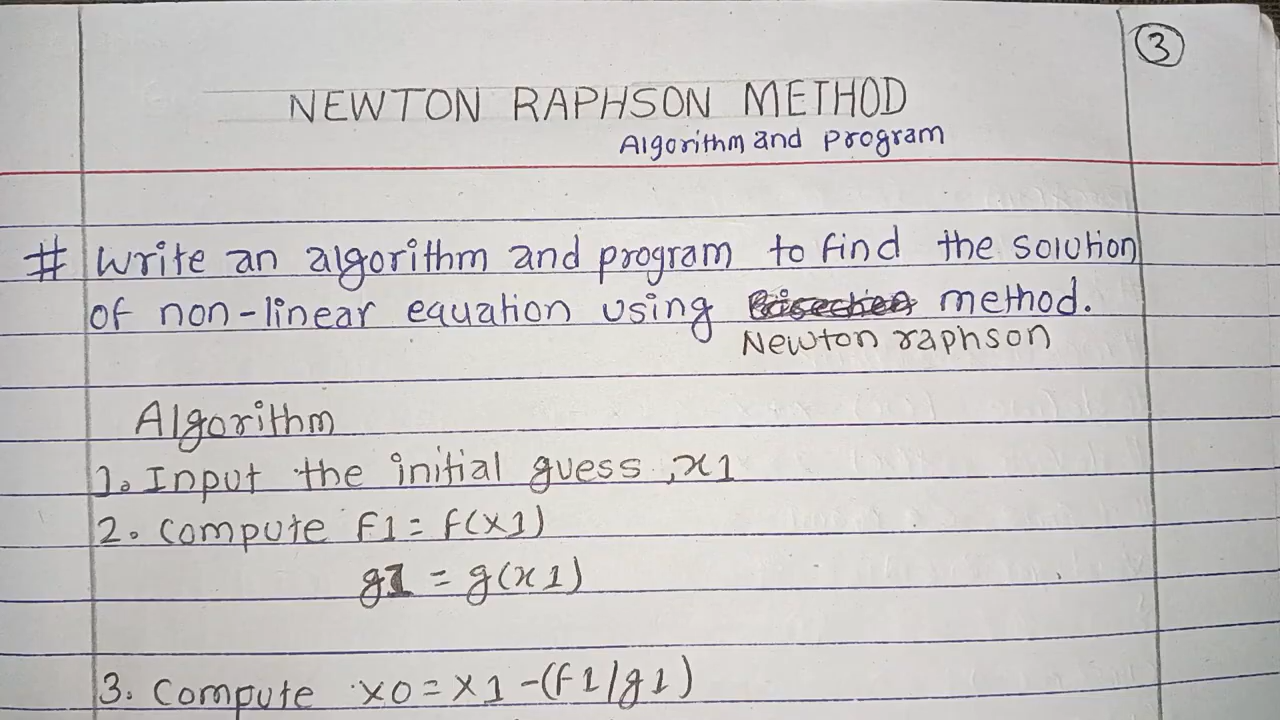 3
NEWTON RAPHSON METHOD
Algorithm and program
# Write an algorithm and program to find the solution
of non-linear equation using Bisection method.
Newton raphson
Algorithm
1. Input the initial guess, x1
2. compute F1 = f(x1)
g1 = g(x1)
3. compute x0 = x1 - (f1/g1)